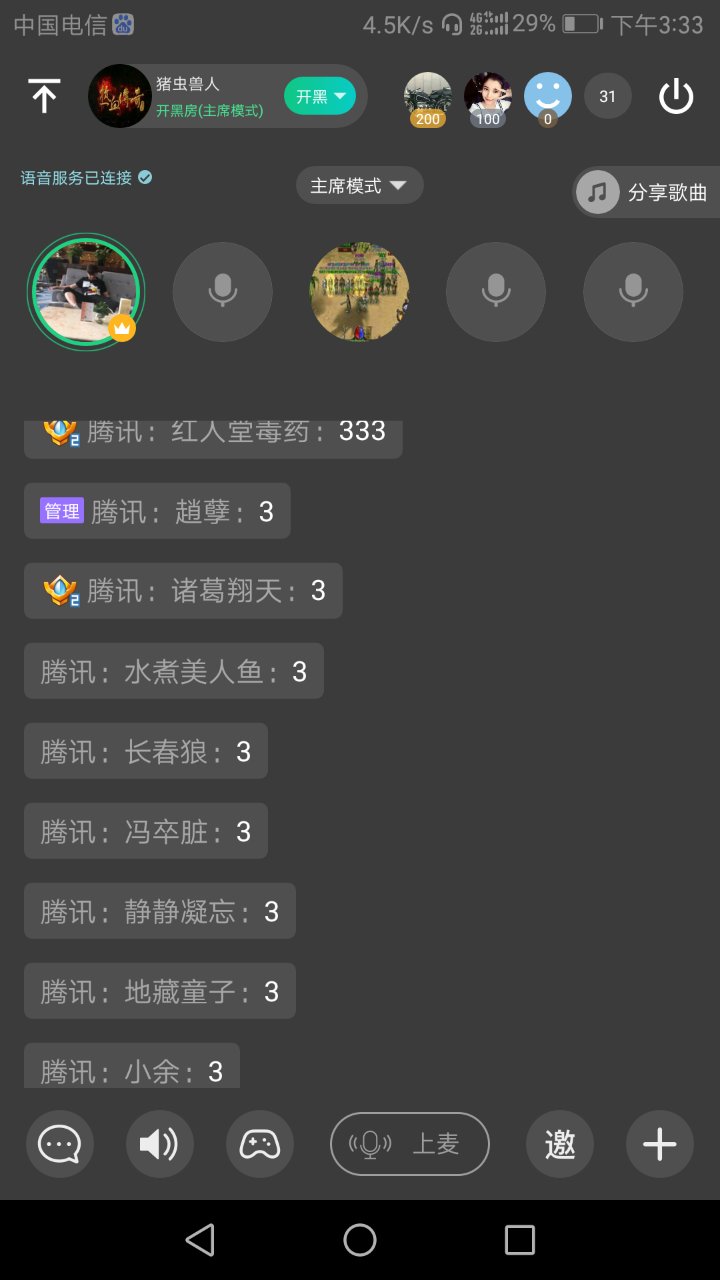 中国电信 4.5K/s 4G 2G 29% 下午3:33
猪虫兽人
开黑房(主席模式)
开黑
200 100 0 31
语音服务已连接
主席模式
分享歌曲
2 腾讯：红人堂毒药：333
管理 腾讯：趙孽：3
2 腾讯：诸葛翔天：3
腾讯：水煮美人鱼：3
腾讯：长春狼：3
腾讯：冯卒脏：3
腾讯：静静凝忘：3
腾讯：地藏童子：3
腾讯：小余：3
上麦 邀